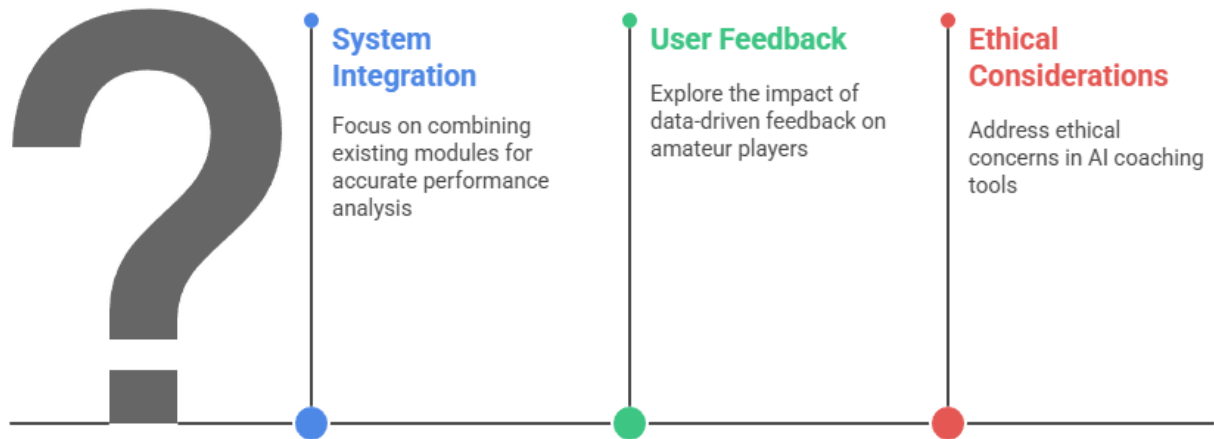 System
Integration
Focus on combining
existing modules for
accurate performance
analysis
User Feedback
Explore the impact of
data-driven feedback on
amateur players
Ethical
Considerations
Address ethical
concerns in AI coaching
tools